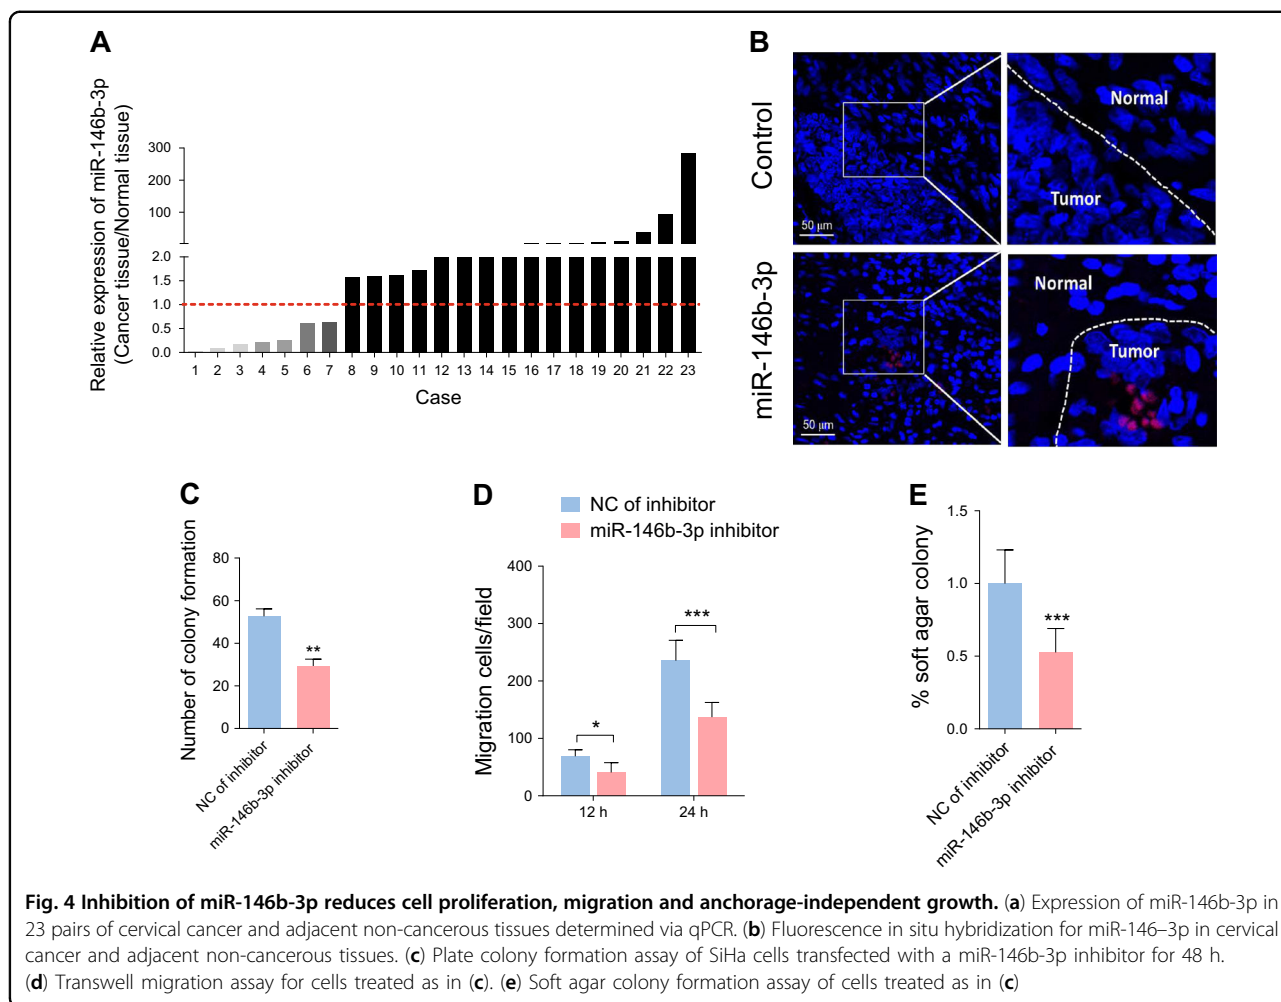 A
Relative expression of miR-146b-3p
(Cancer tissue/Normal tissue)
300
200
100
2.0
1.5
1.0
0.5
0.0
1 2 3 4 5 6 7 8 9 10 11 12 13 14 15 16 17 18 19 20 21 22 23
Case
B
Control
Normal
Tumor
50 µm
miR-146b-3p
Normal
Tumor
50 µm
C
Number of colony formation
80
60
40
20
0
NC of inhibitor
miR-146b-3p inhibitor
**
D
NC of inhibitor
miR-146b-3p inhibitor
Migration cells/field
400
300
200
100
0
*
***
12 h 24 h
E
% soft agar colony
1.5
1.0
0.5
0.0
***
NC of inhibitor
miR-146b-3p inhibitor
Fig. 4 Inhibition of miR-146b-3p reduces cell proliferation, migration and anchorage-independent growth. (a) Expression of miR-146b-3p in
23 pairs of cervical cancer and adjacent non-cancerous tissues determined via qPCR. (b) Fluorescence in situ hybridization for miR-146–3p in cervical
cancer and adjacent non-cancerous tissues. (c) Plate colony formation assay of SiHa cells transfected with a miR-146b-3p inhibitor for 48 h.
(d) Transwell migration assay for cells treated as in (c). (e) Soft agar colony formation assay of cells treated as in (c)